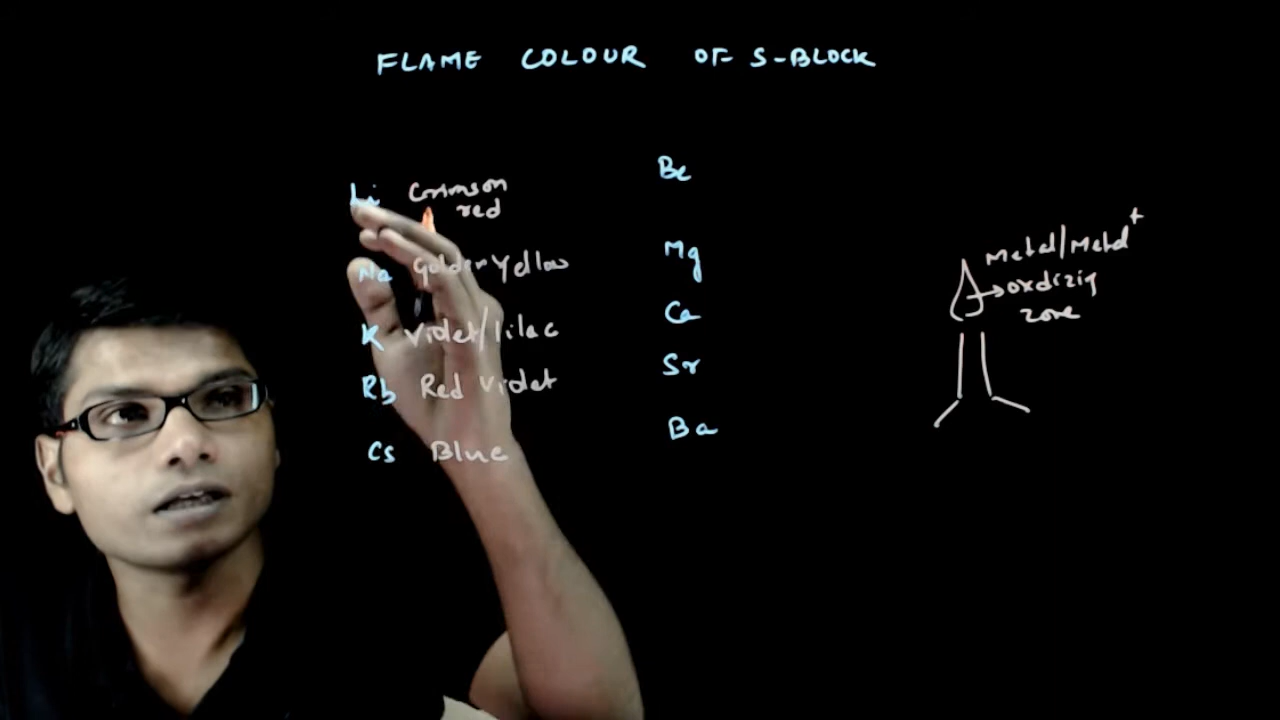 FLAME COLOUR OF S-BLOCK
Li Crimson
red
Na Golden Yellow
K Violet/lilac
Rb Red Violet
Cs Blue
Be
Mg
Ca
Sr
Ba
Metal/Metal+
oxdizig
zone